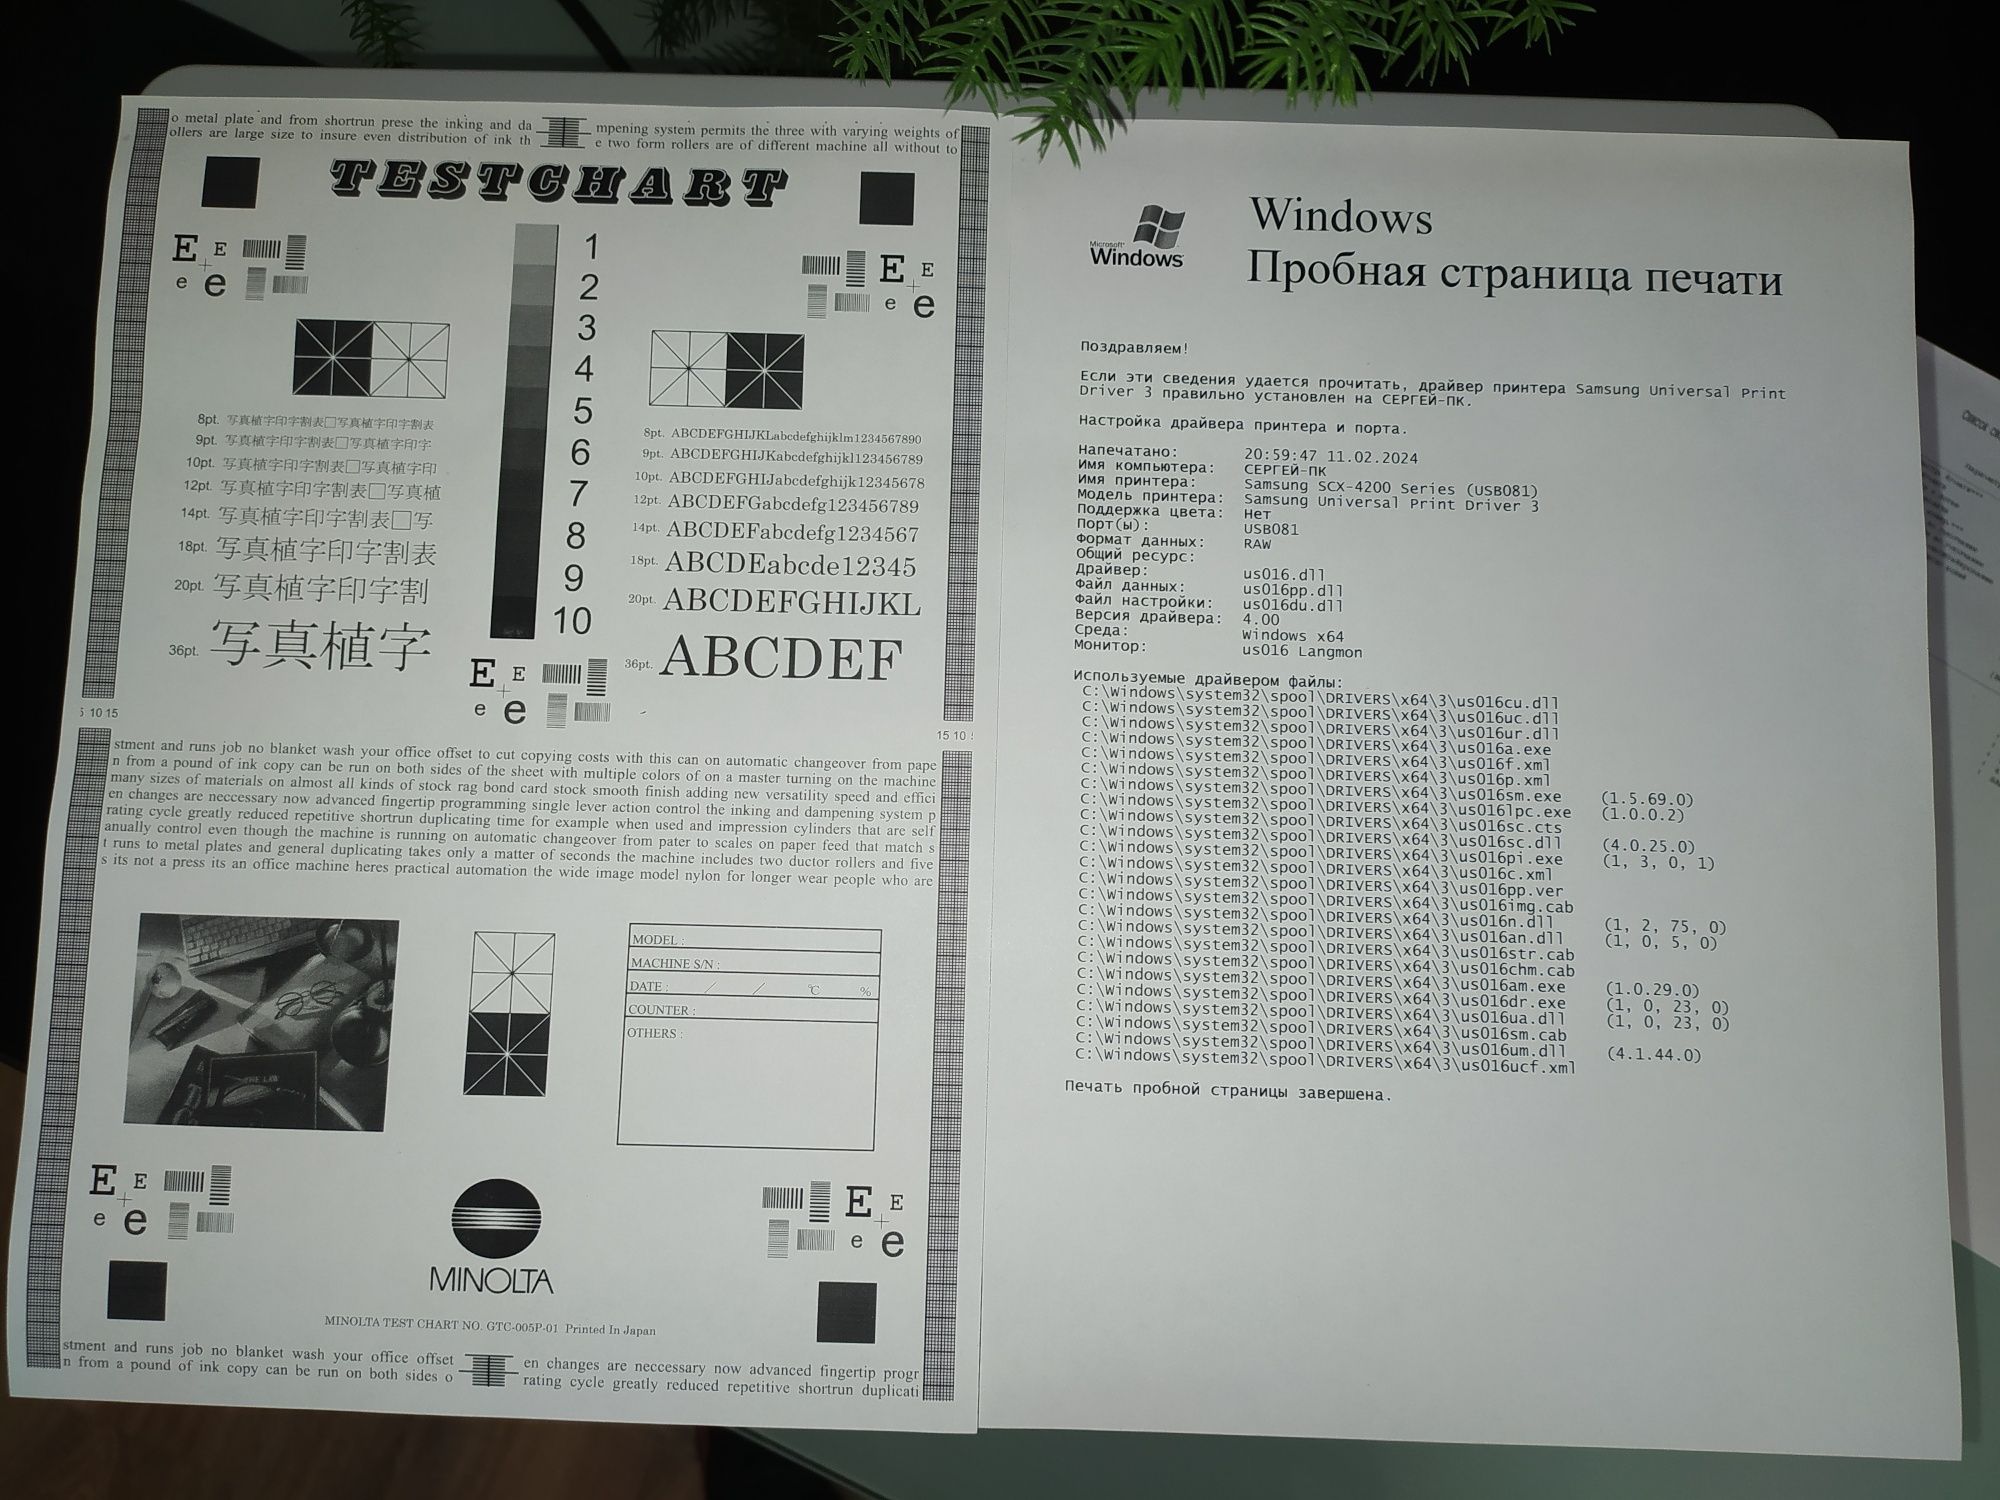 o metal plate and from shortrun prese the inking and da mpening system permits the three with varying weights of
ollers are large size to insure even distribution of ink th e two form rollers are of different machine all without to
TESTCHART
E E
e e
E E
e e
1
2
3
4
5
6
7
8
9
10
8pt. 写真植字印字割表□写真植字印字割表
9pt. 写真植字印字割表□写真植字印字
10pt. 写真植字印字割表□写真植字印
12pt. 写真植字印字割表□写真植
14pt. 写真植字印字割表□写
18pt. 写真植字印字割表
20pt. 写真植字印字割
36pt. 写真植字
8pt. ABCDEFGHIJKLabcdefghijklm1234567890
9pt. ABCDEFGHIJKabcdefghijkl123456789
10pt. ABCDEFGHIJabcdefghijk12345678
12pt. ABCDEFGabcdefg123456789
14pt. ABCDEFabcdefg1234567
18pt. ABCDEabcde12345
20pt. ABCDEFGHIJKL
36pt. ABCDEF
E E
e e
5 10 15
15 10
stment and runs job no blanket wash your office offset to cut copying costs with this can on automatic changeover from pape
n from a pound of ink copy can be run on both sides of the sheet with multiple colors of on a master turning on the machine
many sizes of materials on almost all kinds of stock rag bond card stock smooth finish adding new versatility speed and effici
en changes are neccessary now advanced fingertip programming single lever action control the inking and dampening system p
rating cycle greatly reduced repetitive shortrun duplicating time for example when used and impression cylinders that are self
anually control even though the machine is running on automatic changeover from pater to scales on paper feed that match s
t runs to metal plates and general duplicating takes only a matter of seconds the machine includes two ductor rollers and five
s its not a press its an office machine heres practical automation the wide image model nylon for longer wear people who are
THE LAW
MODEL :
MACHINE S/N :
DATE : / / ℃ %
COUNTER :
OTHERS :
E E
e e
E E
e e
MINOLTA
MINOLTA TEST CHART NO. GTC-005P-01 Printed In Japan
stment and runs job no blanket wash your office offset en changes are neccessary now advanced fingertip progr
n from a pound of ink copy can be run on both sides o rating cycle greatly reduced repetitive shortrun duplicati
Microsoft
Windows
Windows
Пробная страница печати
Поздравляем!
Если эти сведения удается прочитать, драйвер принтера Samsung Universal Print
Driver 3 правильно установлен на СЕРГЕЙ-ПК.
Настройка драйвера принтера и порта.
Напечатано: 20:59:47 11.02.2024
Имя компьютера: СЕРГЕЙ-ПК
Имя принтера: Samsung SCX-4200 Series (USB081)
Модель принтера: Samsung Universal Print Driver 3
Поддержка цвета: Нет
Порт(ы): USB081
Формат данных: RAW
Общий ресурс:
Драйвер: us016.dll
Файл данных: us016pp.dll
Файл настройки: us016du.dll
Версия драйвера: 4.00
Среда: Windows x64
Монитор: us016 Langmon
Используемые драйвером файлы:
C:\Windows\system32\spool\DRIVERS\x64\3\us016cu.dll
C:\Windows\system32\spool\DRIVERS\x64\3\us016uc.dll
C:\Windows\system32\spool\DRIVERS\x64\3\us016ur.dll
C:\Windows\system32\spool\DRIVERS\x64\3\us016a.exe
C:\Windows\system32\spool\DRIVERS\x64\3\us016f.xml
C:\Windows\system32\spool\DRIVERS\x64\3\us016p.xml
C:\Windows\system32\spool\DRIVERS\x64\3\us016sm.exe (1.5.69.0)
C:\Windows\system32\spool\DRIVERS\x64\3\us016lpc.exe (1.0.0.2)
C:\Windows\system32\spool\DRIVERS\x64\3\us016sc.cts
C:\Windows\system32\spool\DRIVERS\x64\3\us016sc.dll (4.0.25.0)
C:\Windows\system32\spool\DRIVERS\x64\3\us016pi.exe (1, 3, 0, 1)
C:\Windows\system32\spool\DRIVERS\x64\3\us016c.xml
C:\Windows\system32\spool\DRIVERS\x64\3\us016pp.ver
C:\Windows\system32\spool\DRIVERS\x64\3\us016img.cab
C:\Windows\system32\spool\DRIVERS\x64\3\us016n.dll (1, 2, 75, 0)
C:\Windows\system32\spool\DRIVERS\x64\3\us016an.dll (1, 0, 5, 0)
C:\Windows\system32\spool\DRIVERS\x64\3\us016str.cab
C:\Windows\system32\spool\DRIVERS\x64\3\us016chm.cab
C:\Windows\system32\spool\DRIVERS\x64\3\us016am.exe (1.0.29.0)
C:\Windows\system32\spool\DRIVERS\x64\3\us016dr.exe (1, 0, 23, 0)
C:\Windows\system32\spool\DRIVERS\x64\3\us016ua.dll (1, 0, 23, 0)
C:\Windows\system32\spool\DRIVERS\x64\3\us016sm.cab
C:\Windows\system32\spool\DRIVERS\x64\3\us016um.dll (4.1.44.0)
C:\Windows\system32\spool\DRIVERS\x64\3\us016ucf.xml
Печать пробной страницы завершена.
Список